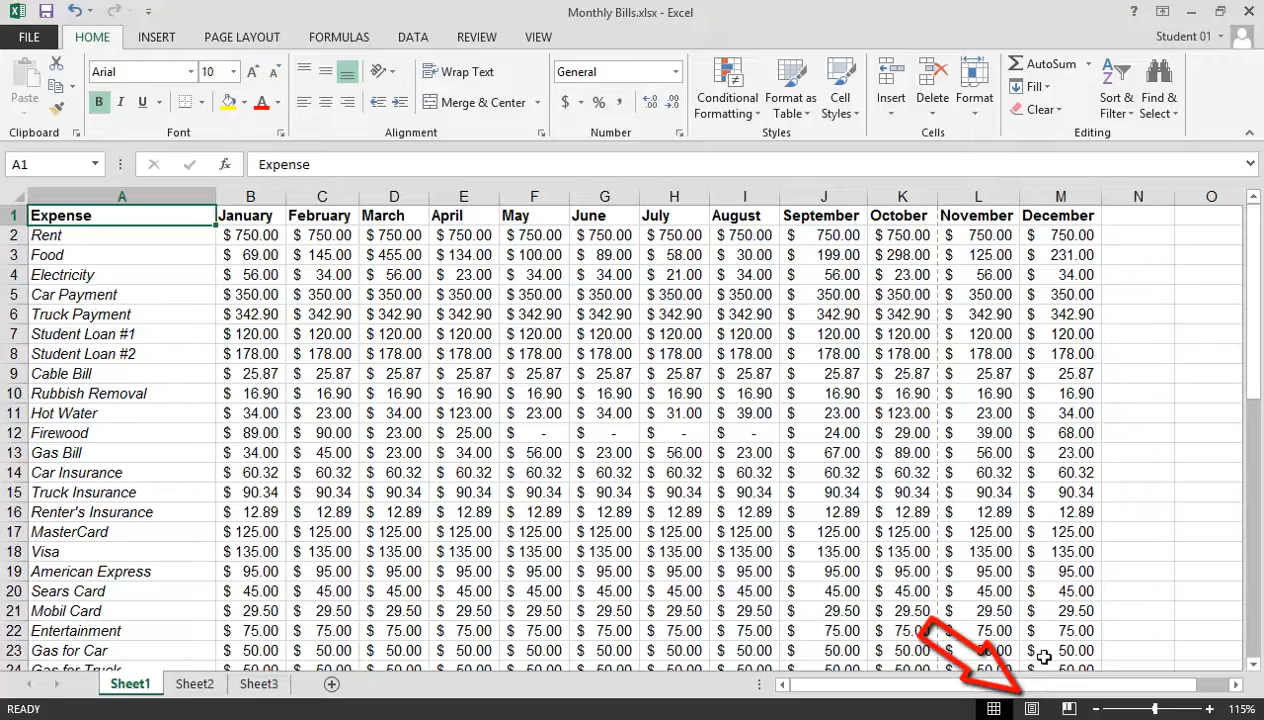 Monthly Bills.xlsx - Excel
?
FILE HOME INSERT PAGE LAYOUT FORMULAS DATA REVIEW VIEW Student 01
Paste
Arial 10
B I U
Wrap Text
Merge & Center
General
$ % ,
Conditional Formatting
Format as Table
Cell Styles
Insert Delete Format
AutoSum
Fill
Clear
Sort & Filter
Find & Select
Clipboard Font Alignment Number Styles Cells Editing
A1 fx Expense
A B C D E F G H I J K L M N O
1 Expense January February March April May June July August September October November December
2 Rent $ 750.00 $ 750.00 $ 750.00 $ 750.00 $ 750.00 $ 750.00 $ 750.00 $ 750.00 $ 750.00 $ 750.00 $ 750.00 $ 750.00
3 Food $ 69.00 $ 145.00 $ 455.00 $ 134.00 $ 100.00 $ 89.00 $ 58.00 $ 30.00 $ 199.00 $ 298.00 $ 125.00 $ 231.00
4 Electricity $ 56.00 $ 34.00 $ 56.00 $ 23.00 $ 34.00 $ 34.00 $ 21.00 $ 34.00 $ 56.00 $ 23.00 $ 56.00 $ 34.00
5 Car Payment $ 350.00 $ 350.00 $ 350.00 $ 350.00 $ 350.00 $ 350.00 $ 350.00 $ 350.00 $ 350.00 $ 350.00 $ 350.00 $ 350.00
6 Truck Payment $ 342.90 $ 342.90 $ 342.90 $ 342.90 $ 342.90 $ 342.90 $ 342.90 $ 342.90 $ 342.90 $ 342.90 $ 342.90 $ 342.90
7 Student Loan #1 $ 120.00 $ 120.00 $ 120.00 $ 120.00 $ 120.00 $ 120.00 $ 120.00 $ 120.00 $ 120.00 $ 120.00 $ 120.00 $ 120.00
8 Student Loan #2 $ 178.00 $ 178.00 $ 178.00 $ 178.00 $ 178.00 $ 178.00 $ 178.00 $ 178.00 $ 178.00 $ 178.00 $ 178.00 $ 178.00
9 Cable Bill $ 25.87 $ 25.87 $ 25.87 $ 25.87 $ 25.87 $ 25.87 $ 25.87 $ 25.87 $ 25.87 $ 25.87 $ 25.87 $ 25.87
10 Rubbish Removal $ 16.90 $ 16.90 $ 16.90 $ 16.90 $ 16.90 $ 16.90 $ 16.90 $ 16.90 $ 16.90 $ 16.90 $ 16.90 $ 16.90
11 Hot Water $ 34.00 $ 23.00 $ 34.00 $ 123.00 $ 23.00 $ 34.00 $ 31.00 $ 39.00 $ 23.00 $ 123.00 $ 23.00 $ 34.00
12 Firewood $ 89.00 $ 90.00 $ 23.00 $ 25.00 $ - $ - $ - $ - $ 24.00 $ 29.00 $ 39.00 $ 68.00
13 Gas Bill $ 34.00 $ 45.00 $ 23.00 $ 34.00 $ 56.00 $ 23.00 $ 56.00 $ 23.00 $ 67.00 $ 89.00 $ 56.00 $ 23.00
14 Car Insurance $ 60.32 $ 60.32 $ 60.32 $ 60.32 $ 60.32 $ 60.32 $ 60.32 $ 60.32 $ 60.32 $ 60.32 $ 60.32 $ 60.32
15 Truck Insurance $ 90.34 $ 90.34 $ 90.34 $ 90.34 $ 90.34 $ 90.34 $ 90.34 $ 90.34 $ 90.34 $ 90.34 $ 90.34 $ 90.34
16 Renter's Insurance $ 12.89 $ 12.89 $ 12.89 $ 12.89 $ 12.89 $ 12.89 $ 12.89 $ 12.89 $ 12.89 $ 12.89 $ 12.89 $ 12.89
17 MasterCard $ 125.00 $ 125.00 $ 125.00 $ 125.00 $ 125.00 $ 125.00 $ 125.00 $ 125.00 $ 125.00 $ 125.00 $ 125.00 $ 125.00
18 Visa $ 135.00 $ 135.00 $ 135.00 $ 135.00 $ 135.00 $ 135.00 $ 135.00 $ 135.00 $ 135.00 $ 135.00 $ 135.00 $ 135.00
19 American Express $ 95.00 $ 95.00 $ 95.00 $ 95.00 $ 95.00 $ 95.00 $ 95.00 $ 95.00 $ 95.00 $ 95.00 $ 95.00 $ 95.00
20 Sears Card $ 45.00 $ 45.00 $ 45.00 $ 45.00 $ 45.00 $ 45.00 $ 45.00 $ 45.00 $ 45.00 $ 45.00 $ 45.00 $ 45.00
21 Mobil Card $ 29.50 $ 29.50 $ 29.50 $ 29.50 $ 29.50 $ 29.50 $ 29.50 $ 29.50 $ 29.50 $ 29.50 $ 29.50 $ 29.50
22 Entertainment 75.00 $ 75.00 $ 75.00 $ 75.00 $ 75.00 $ 75.00 $ 75.00 $ 75.00 $ 75.00 $ 75.00 $ 75.00 $ 75.00
23 Gas for Car 50.00 $ 50.00 $ 50.00 $ 50.00 $ 50.00 $ 50.00 $ 50.00 $ 50.00 $ 50.00 $ 50.00 $ $ 50.00
24 Gas for Truck 50.00 $ 50.00 $ 50.00 $ 50.00 $ 50.00 $ 50.00 $ 50.00 $ 50.00 $ 50.00 $ 50.00 $ 50.00 $ 50.00
Sheet1 Sheet2 Sheet3
READY 115%